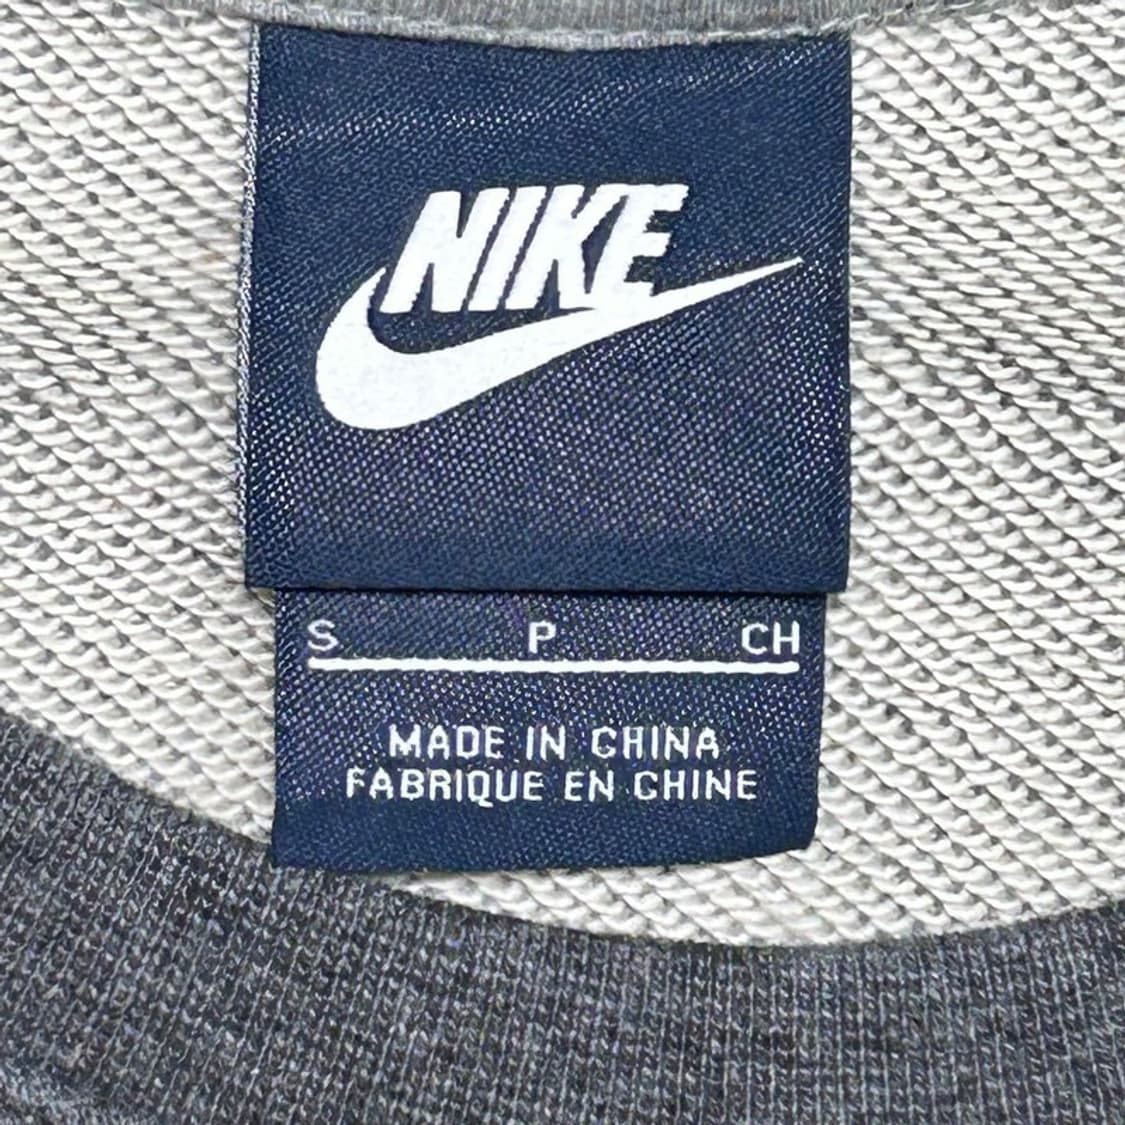 NIKE
S P CH
MADE IN CHINA
FABRIQUE EN CHINE